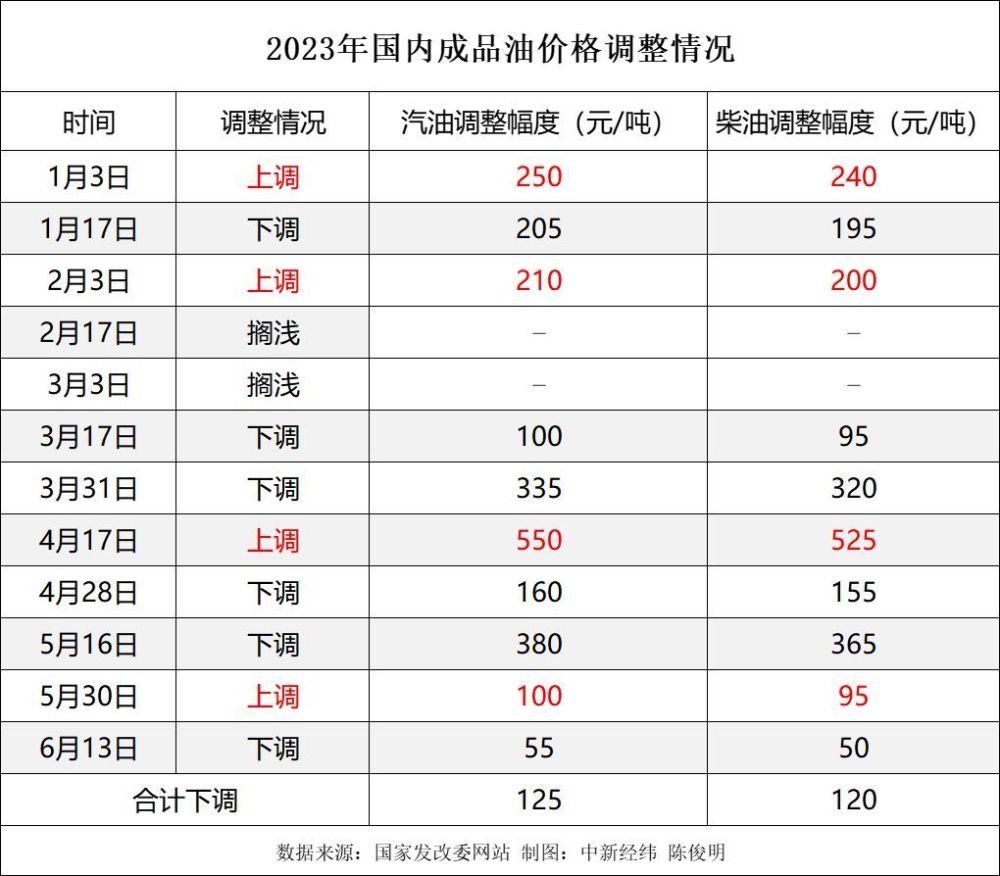 2023年国内成品油价格调整情况
时间 调整情况 汽油调整幅度（元/吨） 柴油调整幅度（元/吨）
1月3日 上调 250 240
1月17日 下调 205 195
2月3日 上调 210 200
2月17日 搁浅 – –
3月3日 搁浅 – –
3月17日 下调 100 95
3月31日 下调 335 320
4月17日 上调 550 525
4月28日 下调 160 155
5月16日 下调 380 365
5月30日 上调 100 95
6月13日 下调 55 50
合计下调 125 120
数据来源：国家发改委网站 制图：中新经纬 陈俊明